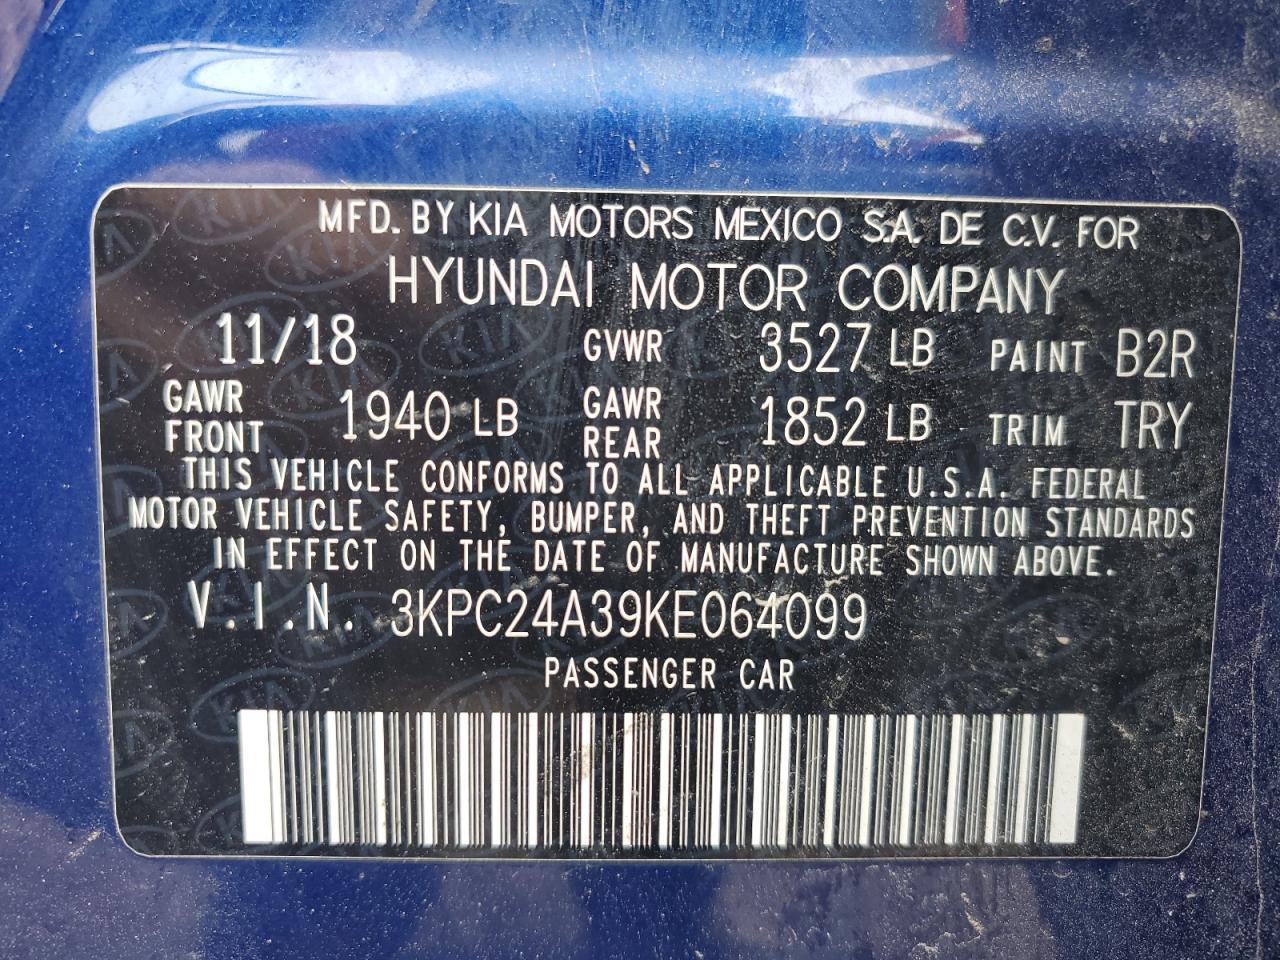 MFD. BY KIA MOTORS MEXICO S.A. DE C.V. FOR
HYUNDAI MOTOR COMPANY
11/18 GVWR 3527 LB PAINT B2R
GAWR FRONT 1940 LB GAWR REAR 1852 LB TRIM TRY
THIS VEHICLE CONFORMS TO ALL APPLICABLE U.S.A. FEDERAL
MOTOR VEHICLE SAFETY, BUMPER, AND THEFT PREVENTION STANDARDS
IN EFFECT ON THE DATE OF MANUFACTURE SHOWN ABOVE.
V.I.N. 3KPC24A39KE064099
PASSENGER CAR